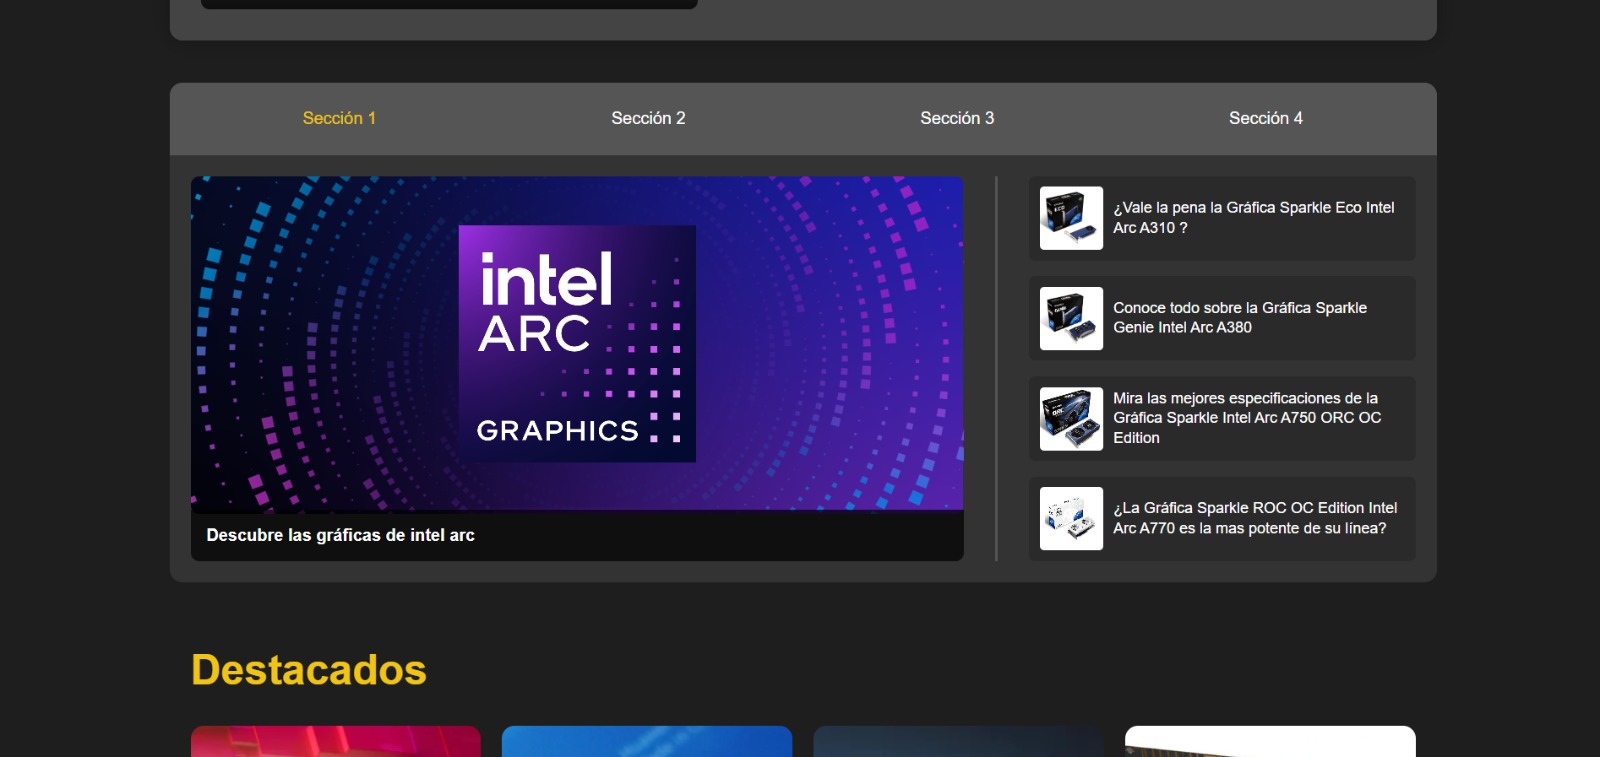 Sección 1
Sección 2
Sección 3
Sección 4
intel
ARC
GRAPHICS
Descubre las gráficas de intel arc
¿Vale la pena la Gráfica Sparkle Eco Intel
Arc A310 ?
Conoce todo sobre la Gráfica Sparkle
Genie Intel Arc A380
Mira las mejores especificaciones de la
Gráfica Sparkle Intel Arc A750 ORC OC
Edition
¿La Gráfica Sparkle ROC OC Edition Intel
Arc A770 es la mas potente de su línea?
Destacados